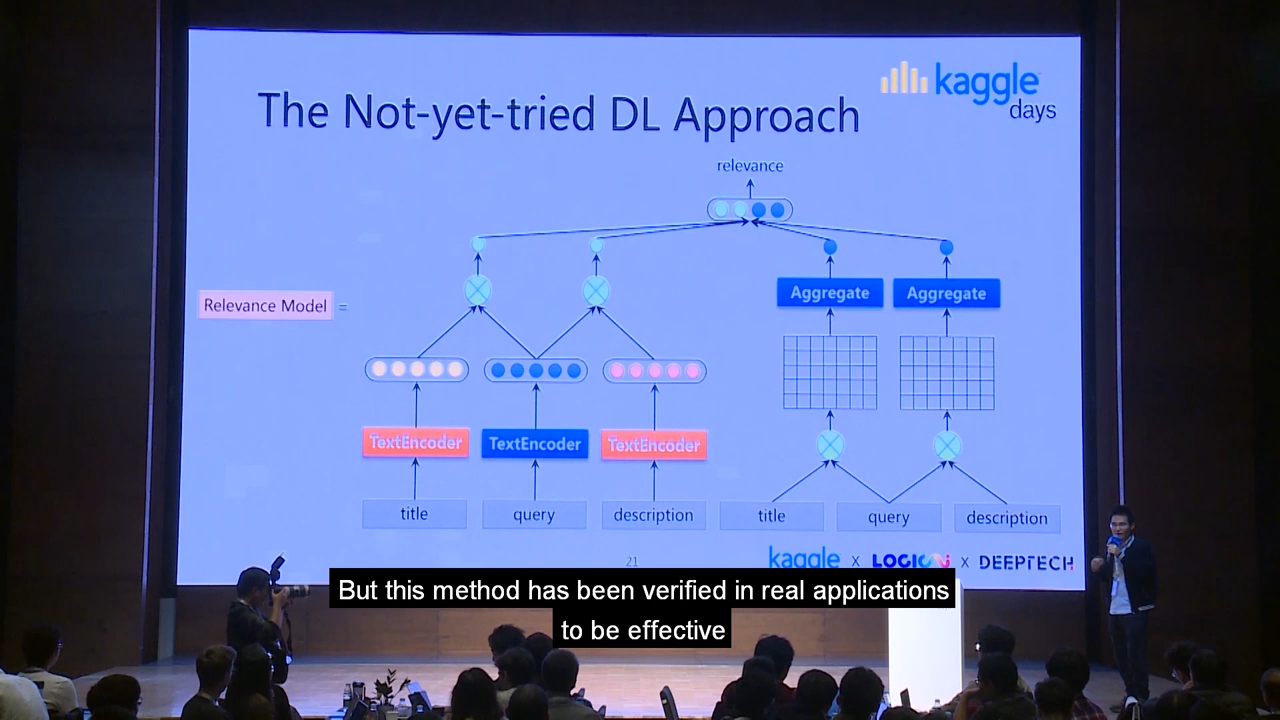 kaggle
days
The Not-yet-tried DL Approach
relevance
Aggregate
Aggregate
Relevance Model =
TextEncoder
TextEncoder
TextEncoder
title
query
description
title
query
description
21
kaggle X LOGIC X DEEPTECH
But this method has been verified in real applications
to be effective